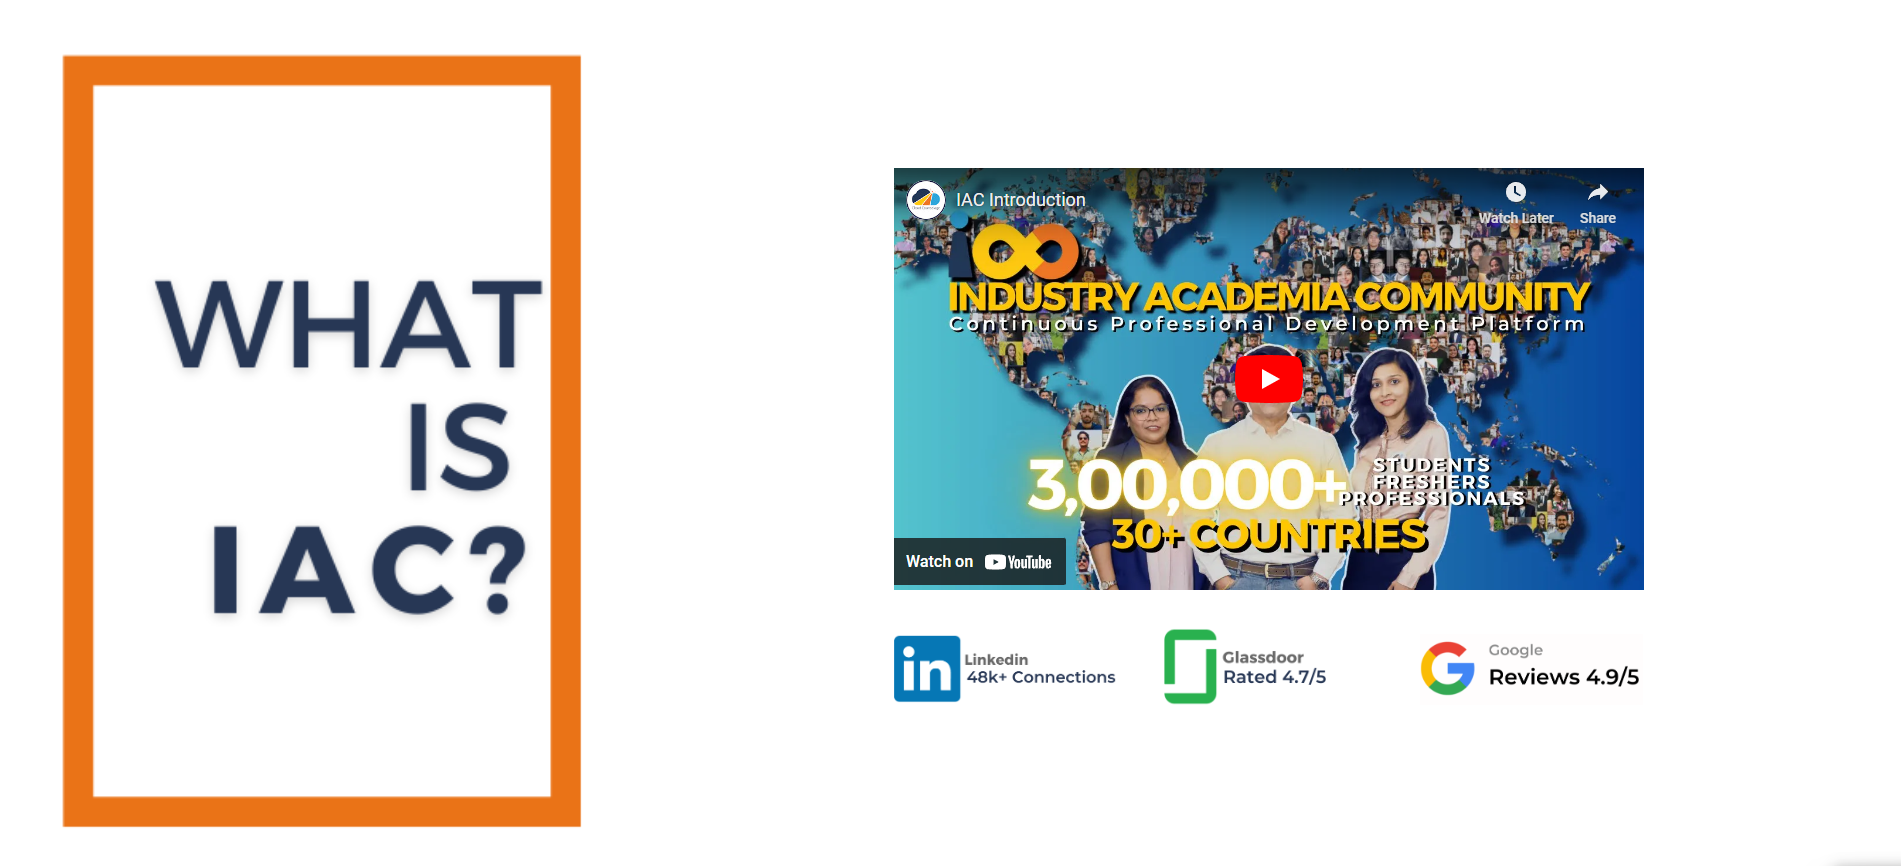 WHAT
IS
IAC?
IAC Introduction
Watch Later
Share
INDUSTRY ACADEMIA COMMUNITY
Continuous Professional Development Platform
3,00,000+
STUDENTS
FRESHERS
PROFESSIONALS
30+ COUNTRIES
Watch on YouTube
in
Linkedin
48k+ Connections
Glassdoor
Rated 4.7/5
Google
Reviews 4.9/5